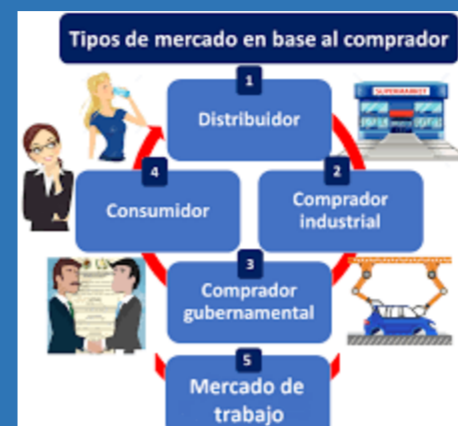 Tipos de mercado en base al comprador
1
Distribuidor
SUPERMARKET
4
Consumidor
2
Comprador
industrial
3
Comprador
gubernamental
5
Mercado de
trabajo